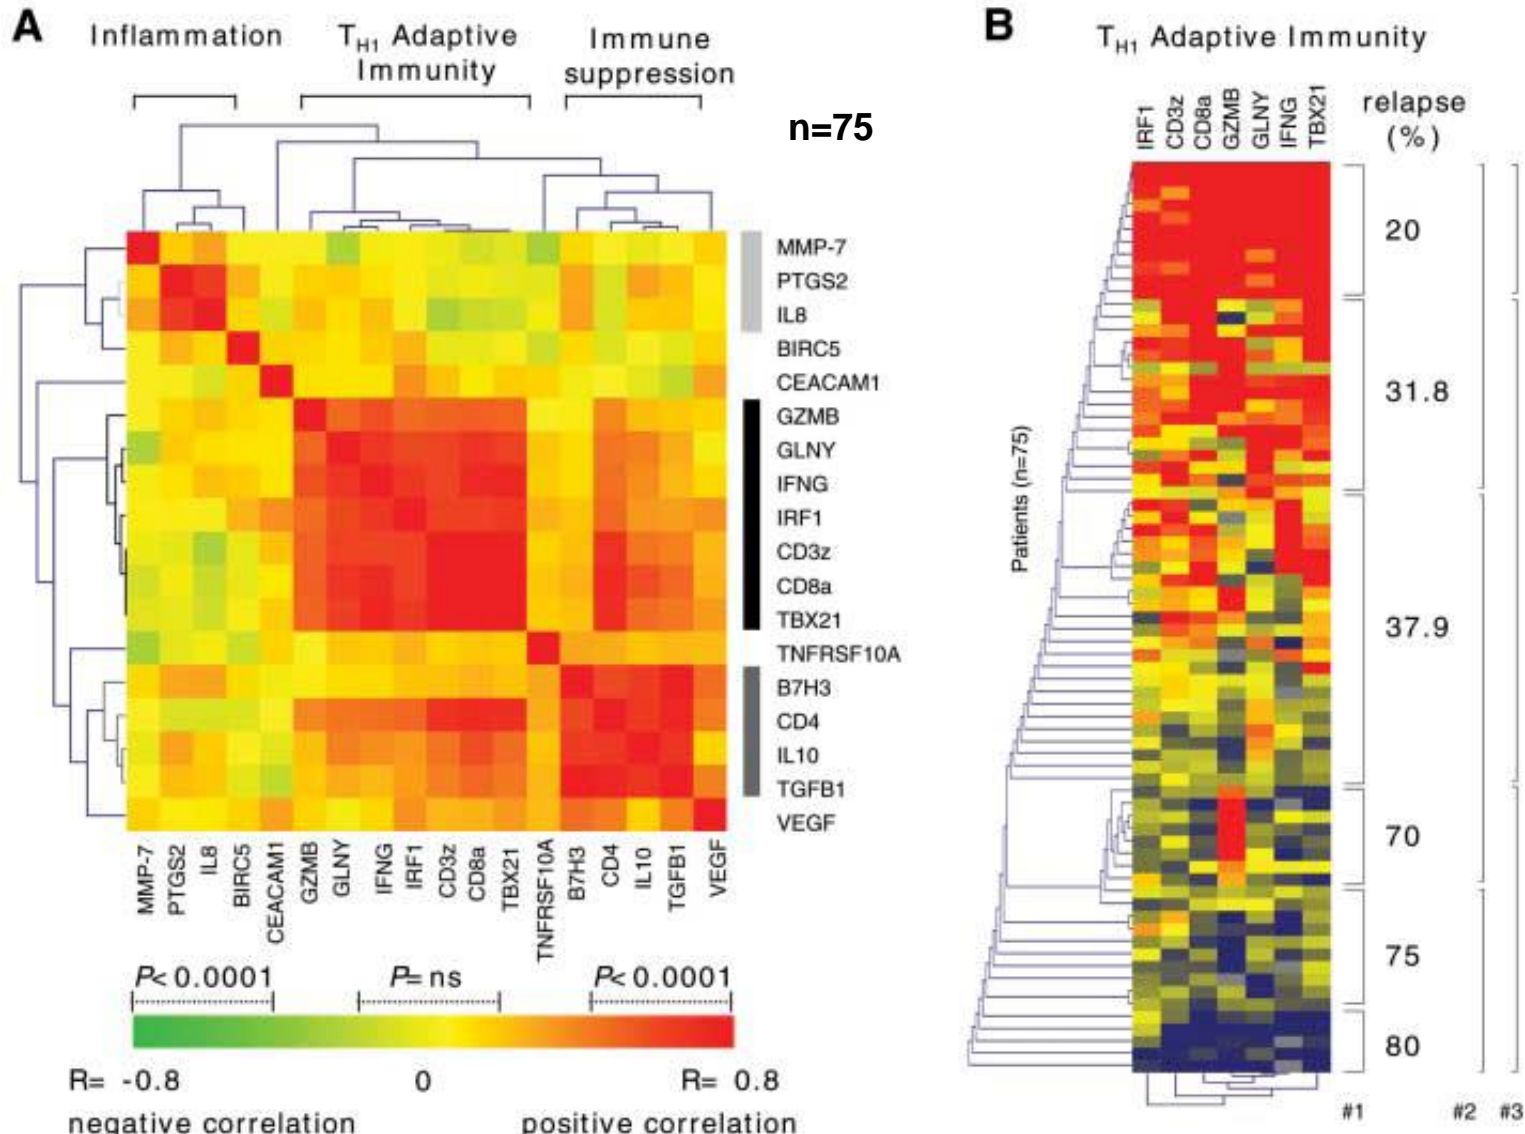 A
Inflammation
T_H1 Adaptive
Immunity
Immune
suppression
n=75
MMP-7
PTGS2
IL8
BIRC5
CEACAM1
GZMB
GLNY
IFNG
IRF1
CD3z
CD8a
TBX21
TNFRSF10A
B7H3
CD4
IL10
TGFB1
VEGF
MMP-7
PTGS2
IL8
BIRC5
CEACAM1
GZMB
GLNY
IFNG
IRF1
CD3z
CD8a
TBX21
TNFRSF10A
B7H3
CD4
IL10
TGFB1
VEGF
P<0.0001
P=ns
P<0.0001
R= -0.8
0
R= 0.8
negative correlation
positive correlation
B
T_H1 Adaptive Immunity
IRF1
CD3z
CD8a
GZMB
GLNY
IFNG
TBX21
relapse
(%)
Patients (n=75)
20
31.8
37.9
70
75
80
#1
#2
#3